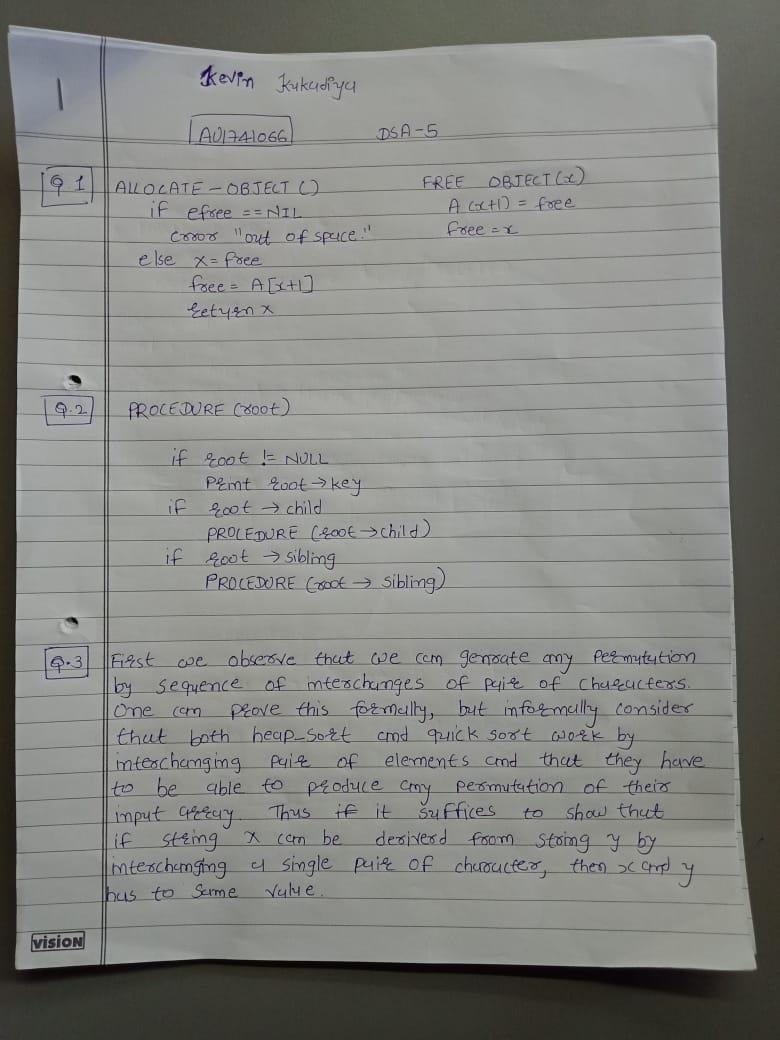 Kevin Kukadiya
1
AU1741066 DSA-5
Q 1 ALLOCATE-OBJECT () FREE OBJECT(x)
if efree == NIL A(x+1) = free
error "out of space." free = x
else x = free
free = A[x+1]
return x
Q.2 PROCEDURE (root)
if root != NULL
Print root→key
if root → child
PROCEDURE (root→child)
if root → sibling
PROCEDURE (root → sibling)
Q.3 First we observe that we can genrate any Permutation
by sequence of interchanges of pair of characters.
One can prove this formally, but informally consider
that both heap-sort and quick sort work by
interchanging pair of elements and that they have
to be able to produce any permutation of their
input array. Thus if it suffices to show that
if string x can be deriverd from string y by
interchanging a single pair of character, then x and y
has to same value.
VISION